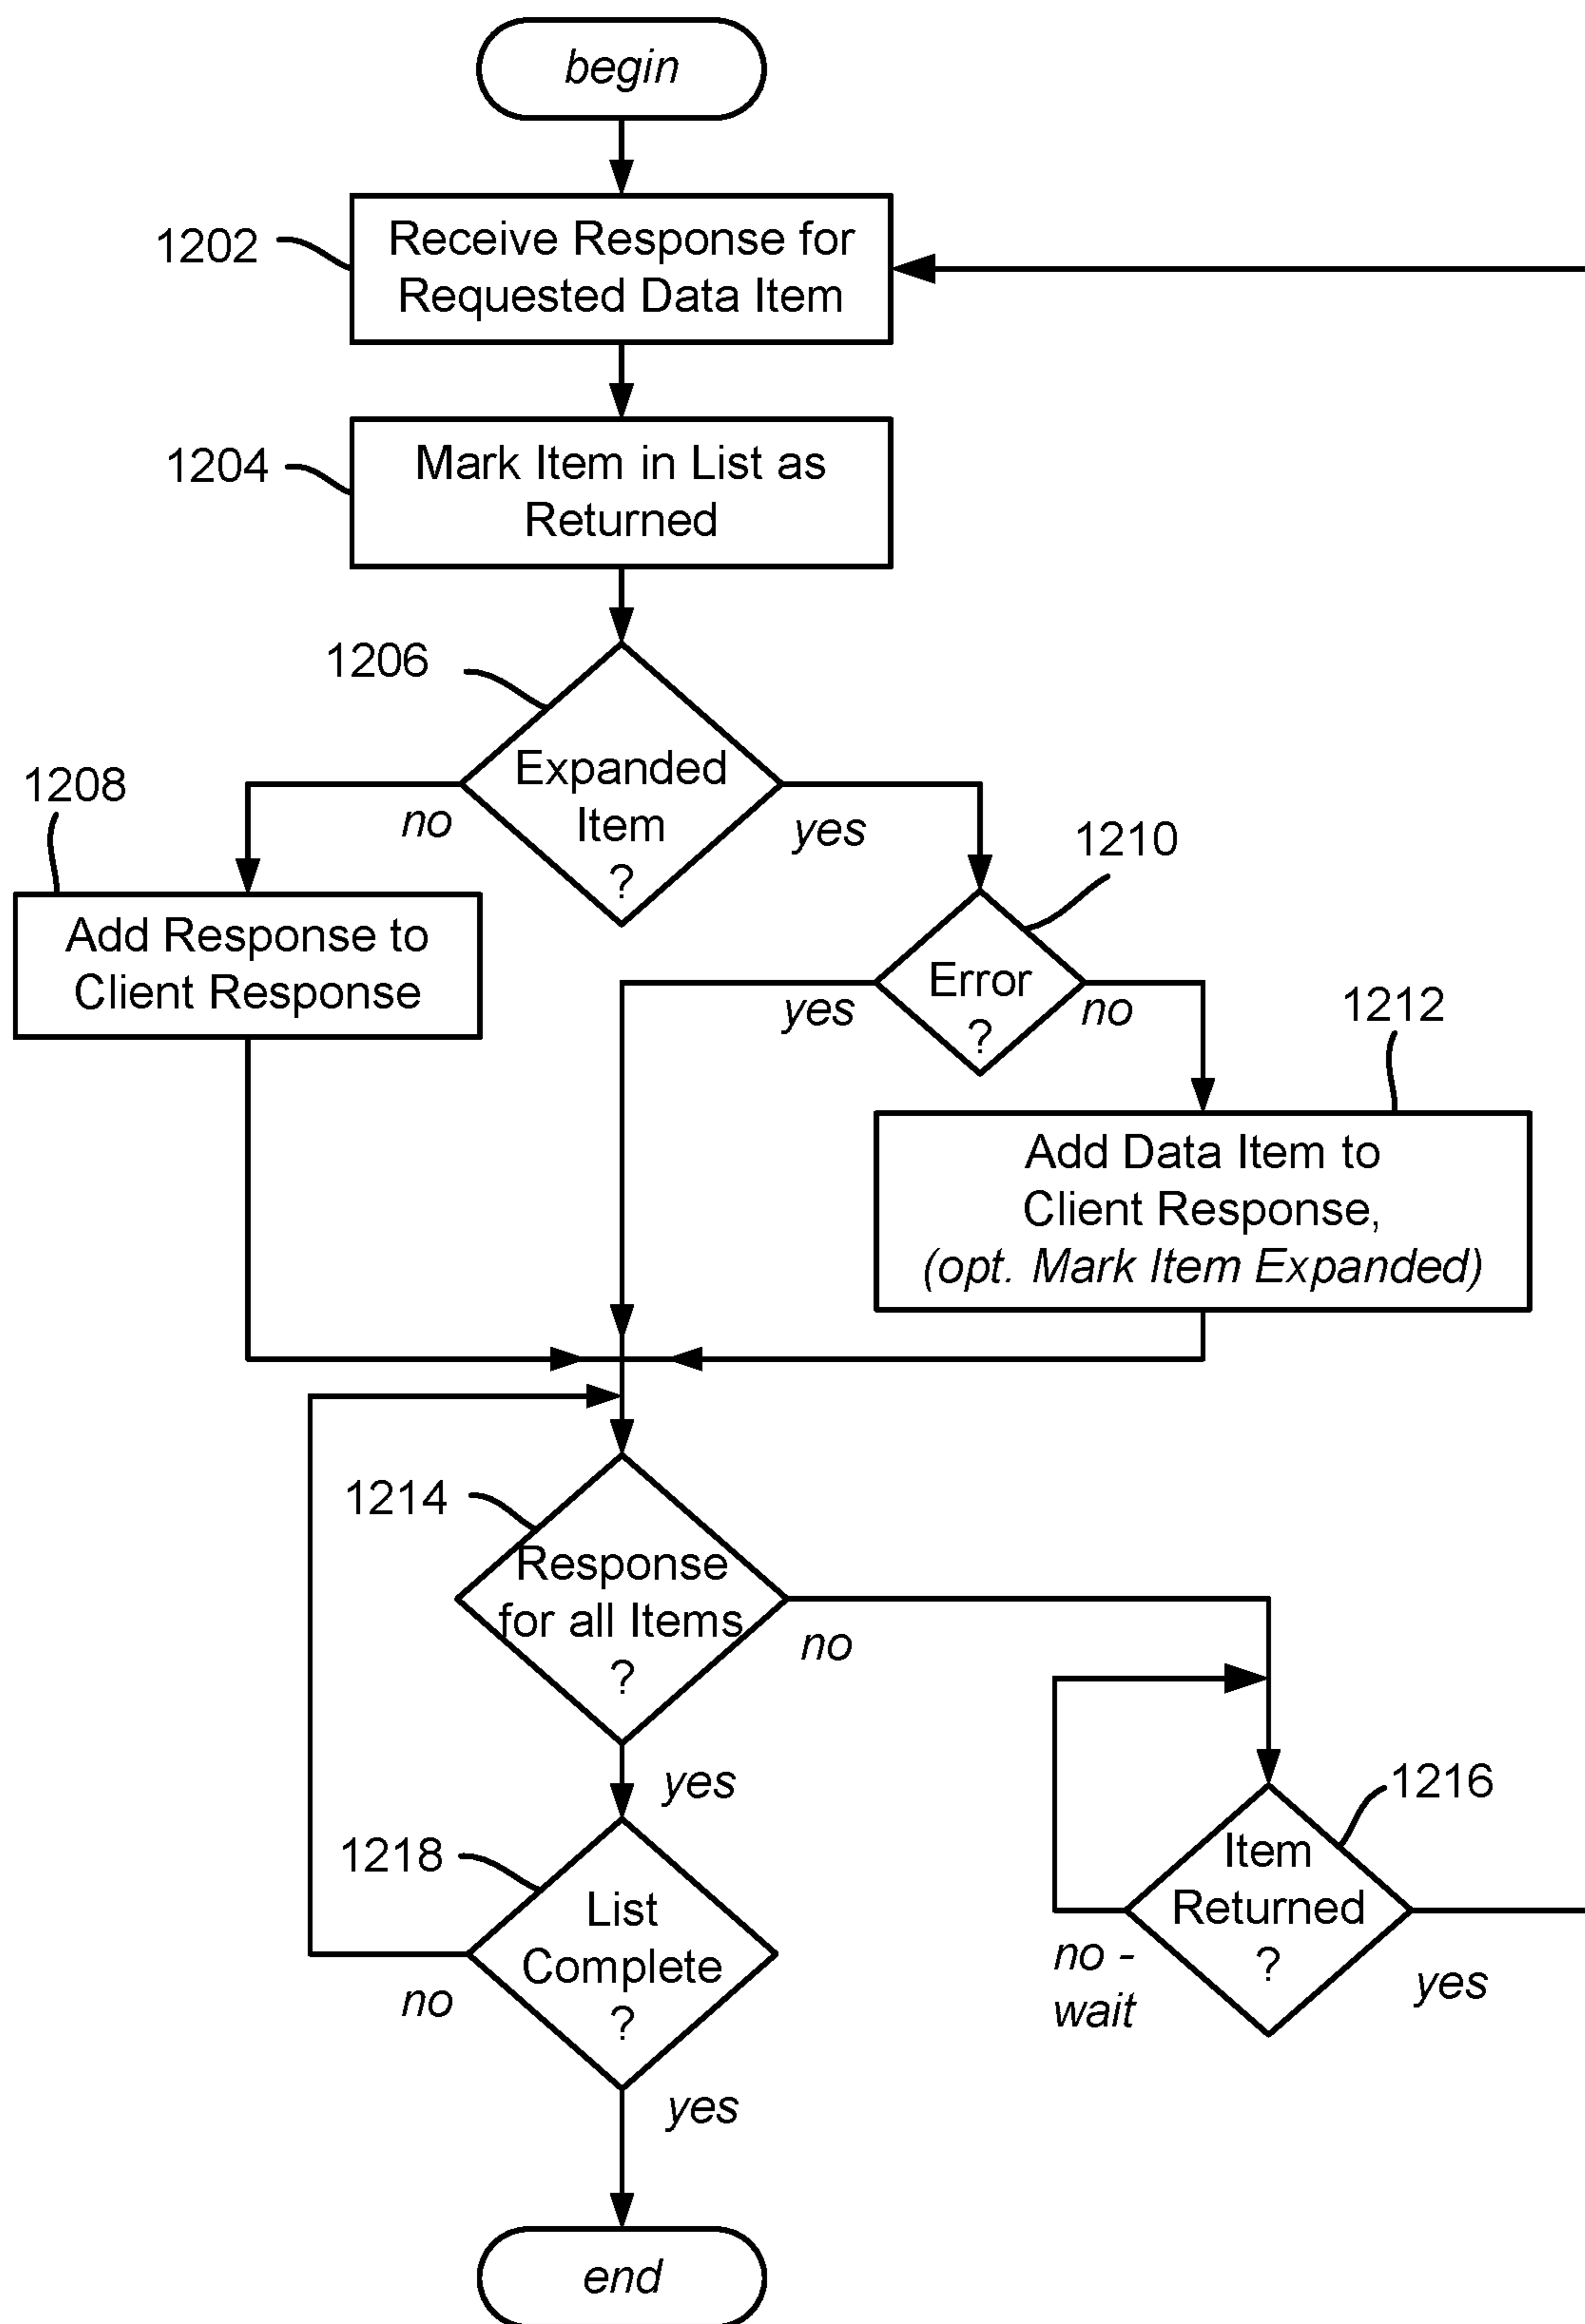 begin
1202
Receive Response for
Requested Data Item
1204
Mark Item in List as
Returned
1206
Expanded
Item
?
no
yes
1208
Add Response to
Client Response
1210
Error
?
yes
no
1212
Add Data Item to
Client Response,
(opt. Mark Item Expanded)
1214
Response
for all Items
?
no
yes
1216
Item
Returned
?
no -
wait
yes
1218
List
Complete
?
no
yes
end